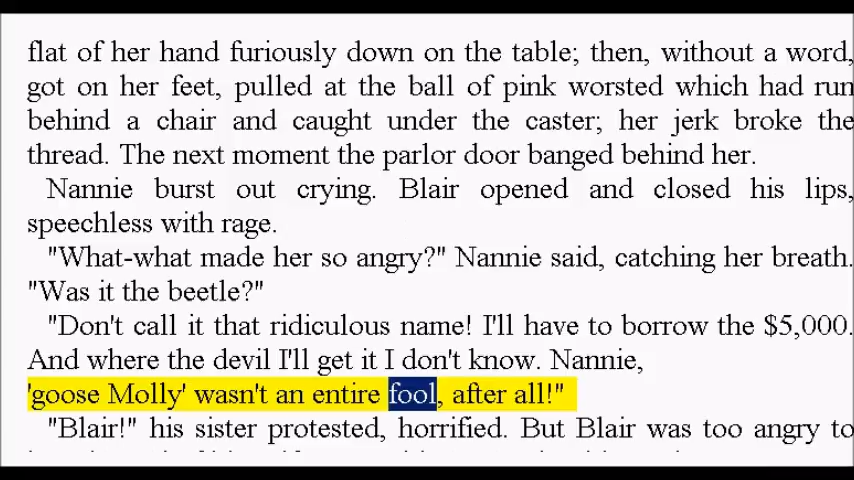 flat of her hand furiously down on the table; then, without a word,
got on her feet, pulled at the ball of pink worsted which had run
behind a chair and caught under the caster; her jerk broke the
thread. The next moment the parlor door banged behind her.
Nannie burst out crying. Blair opened and closed his lips,
speechless with rage.
"What-what made her so angry?" Nannie said, catching her breath.
"Was it the beetle?"
"Don't call it that ridiculous name! I'll have to borrow the $5,000.
And where the devil I'll get it I don't know. Nannie,
'goose Molly' wasn't an entire fool, after all!"
"Blair!" his sister protested, horrified. But Blair was too angry to